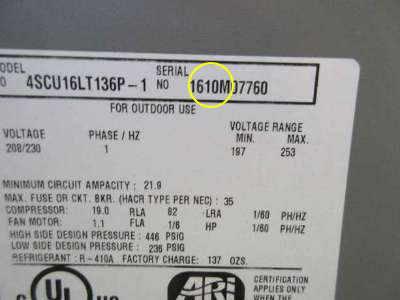 MODEL NO 4SCU16LT136P-1 SERIAL NO 1610M07760
FOR OUTDOOR USE
VOLTAGE PHASE / HZ VOLTAGE RANGE
MIN. MAX.
208/230 1 197 253
MINIMUM CIRCUIT AMPACITY : 21.9
MAX. FUSE OR CKT. BKR. (HACR TYPE PER NEC) : 35
COMPRESSOR: 19.0 RLA 82 LRA 1/60 PH/HZ
FAN MOTOR: 1.1 FLA 1/6 HP 1/60 PH/HZ
HIGH SIDE DESIGN PRESSURE : 446 PSIG
LOW SIDE DESIGN PRESSURE : 236 PSIG
REFRIGERANT : R-410A FACTORY CHARGE: 137 OZS.
C UL US
ARI
CERTIFICATION
APPLIES ONLY
WHEN THE